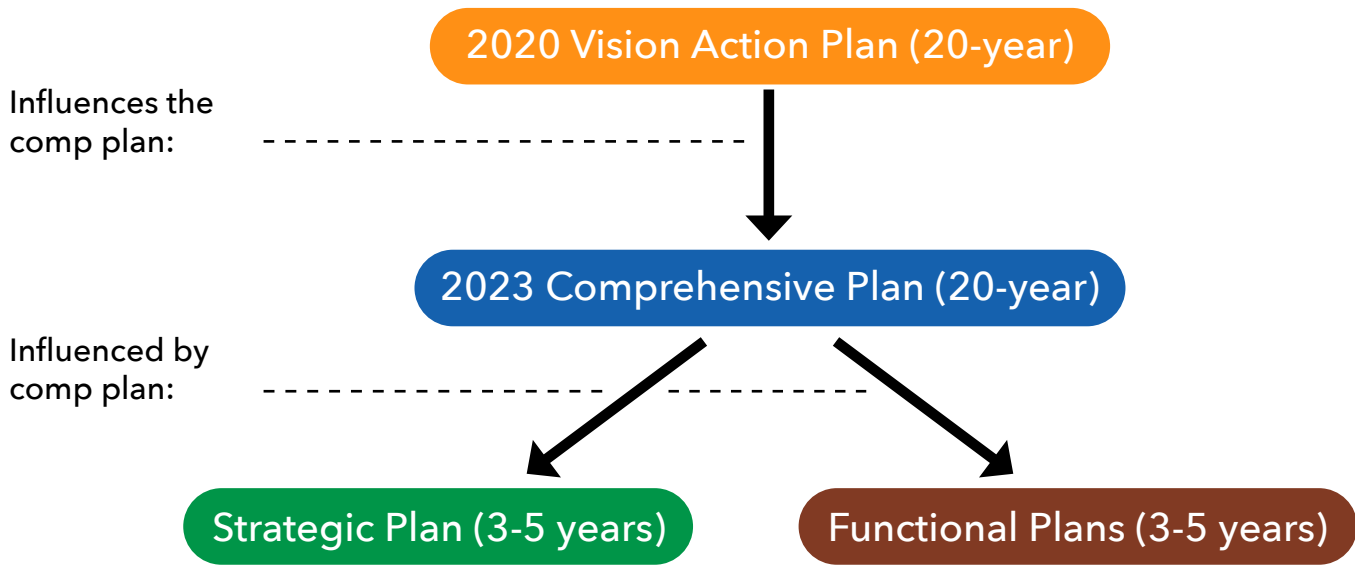 2020 Vision Action Plan (20-year)
Influences the
comp plan:
2023 Comprehensive Plan (20-year)
Influenced by
comp plan:
Strategic Plan (3-5 years)
Functional Plans (3-5 years)